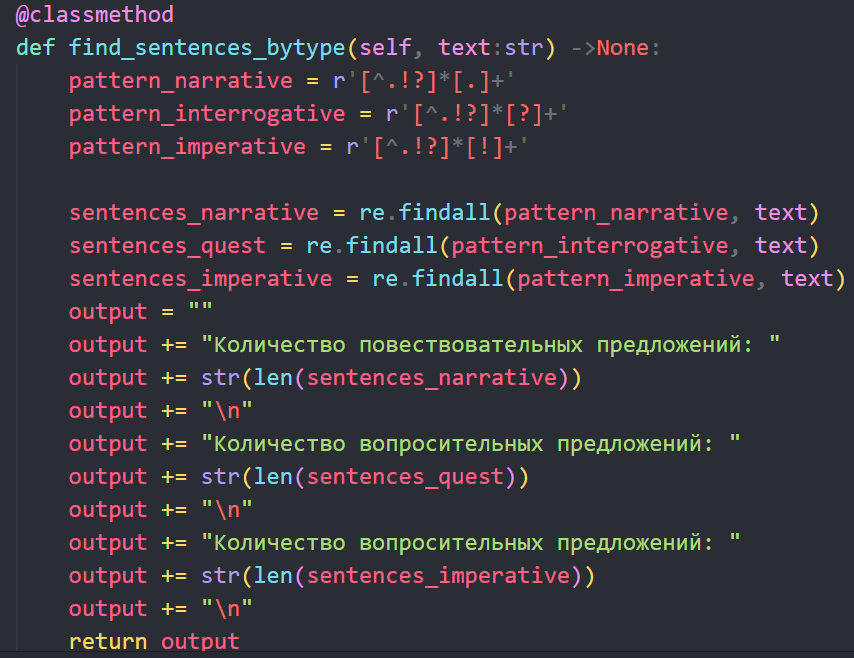 @classmethod
def find_sentences_bytype(self, text:str) ->None:
    pattern_narrative = r'[^.!?]*[.]+'
    pattern_interrogative = r'[^.!?]*[?]+'
    pattern_imperative = r'[^.!?]*[!]+'

    sentences_narrative = re.findall(pattern_narrative, text)
    sentences_quest = re.findall(pattern_interrogative, text)
    sentences_imperative = re.findall(pattern_imperative, text)
    output = ""
    output += "Количество повествовательных предложений: "
    output += str(len(sentences_narrative))
    output += "\n"
    output += "Количество вопросительных предложений: "
    output += str(len(sentences_quest))
    output += "\n"
    output += "Количество вопросительных предложений: "
    output += str(len(sentences_imperative))
    output += "\n"
    return output